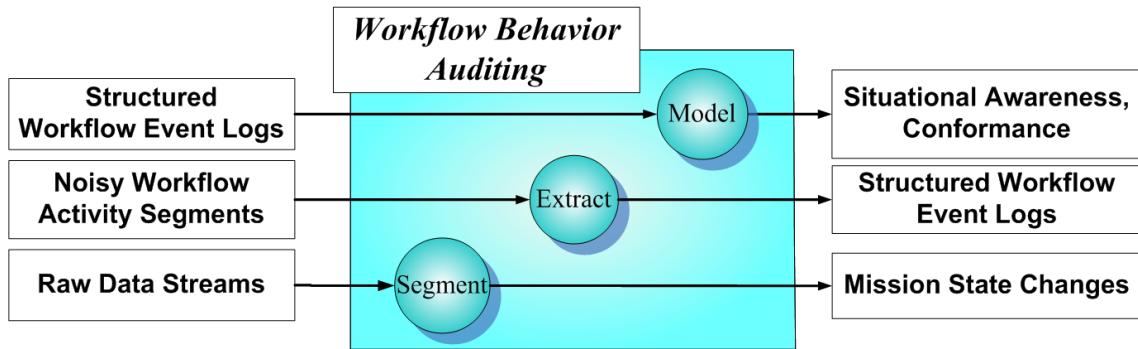 Workflow Behavior
Auditing
Structured
Workflow Event Logs
Model
Situational Awareness,
Conformance
Noisy Workflow
Activity Segments
Extract
Structured Workflow
Event Logs
Raw Data Streams
Segment
Mission State Changes